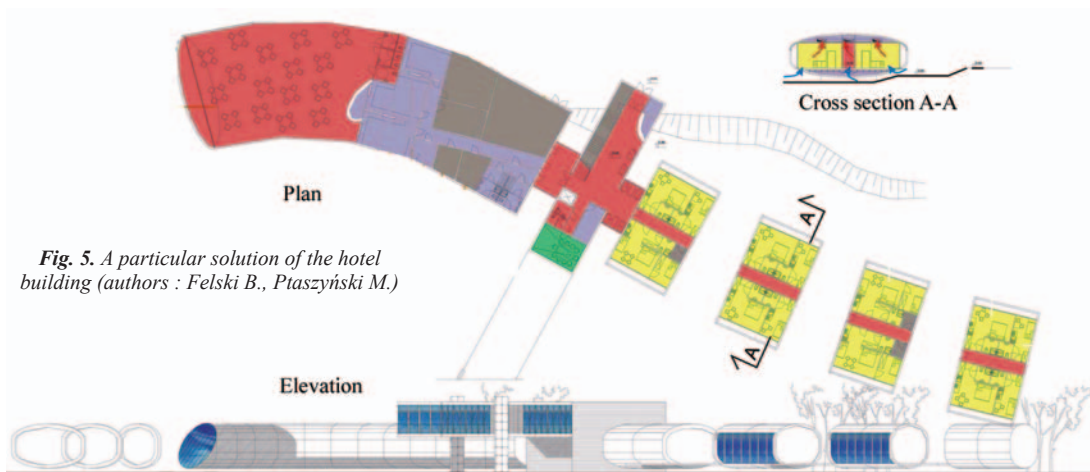 Cross section A-A
Plan
A
Fig. 5. A particular solution of the hotel
building (authors : Felski B., Ptaszyński M.)
A
Elevation